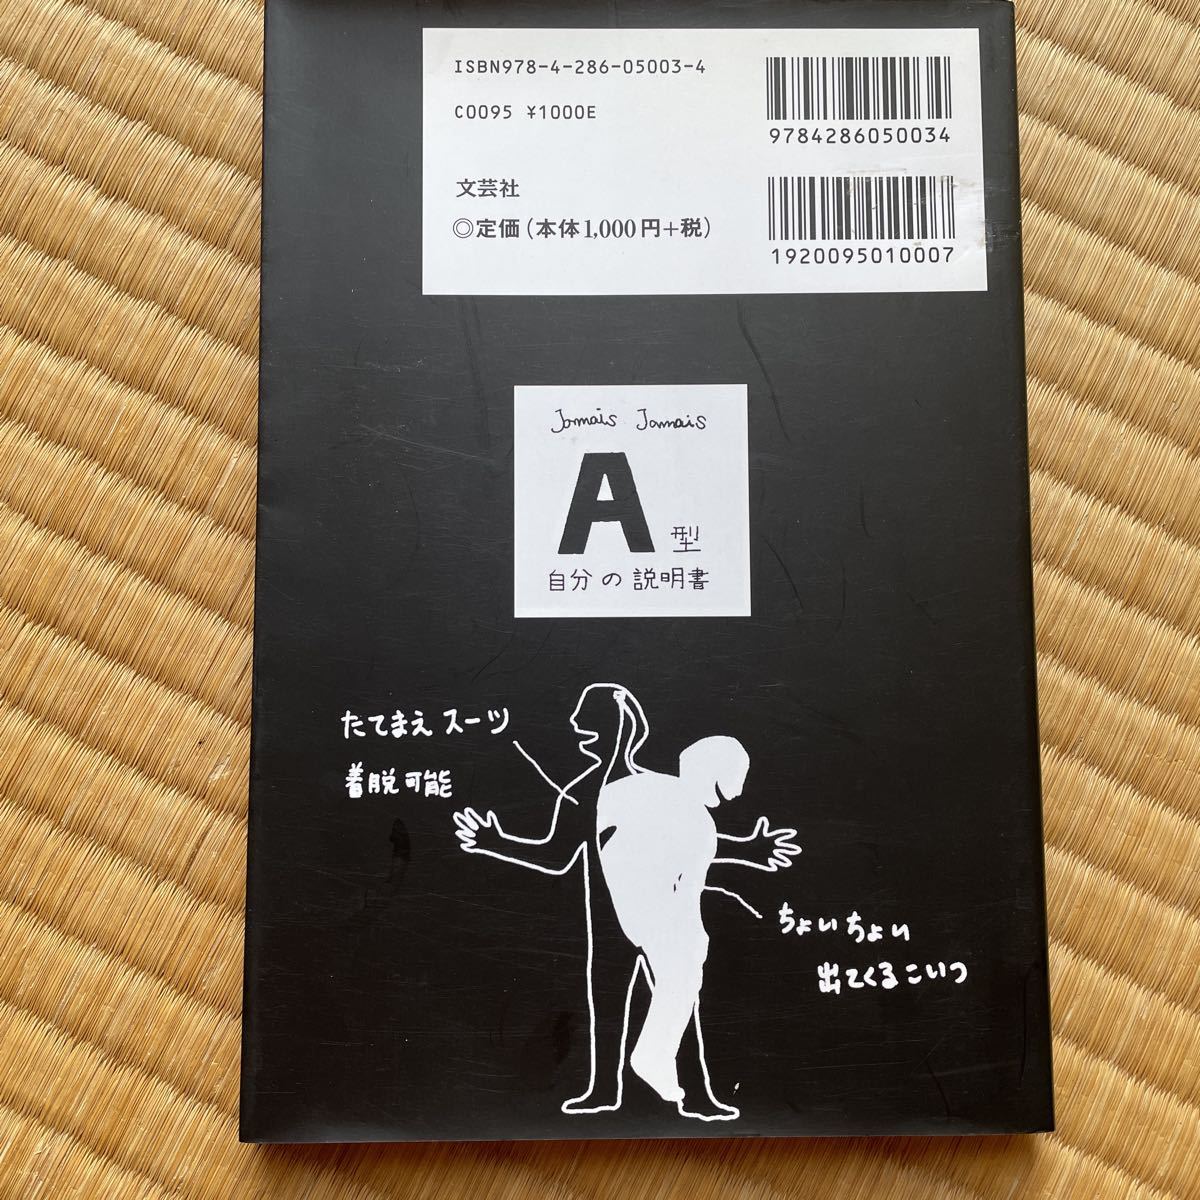 ISBN978-4-286-05003-4
C0095 ¥1000E
9784286050034
文芸社
◎定価(本体1,000円+税)
1920095010007
Jamais Jamais
A型
自分の説明書
たてまえスーツ
着脱可能
ちょいちょい
出てくるこいつ